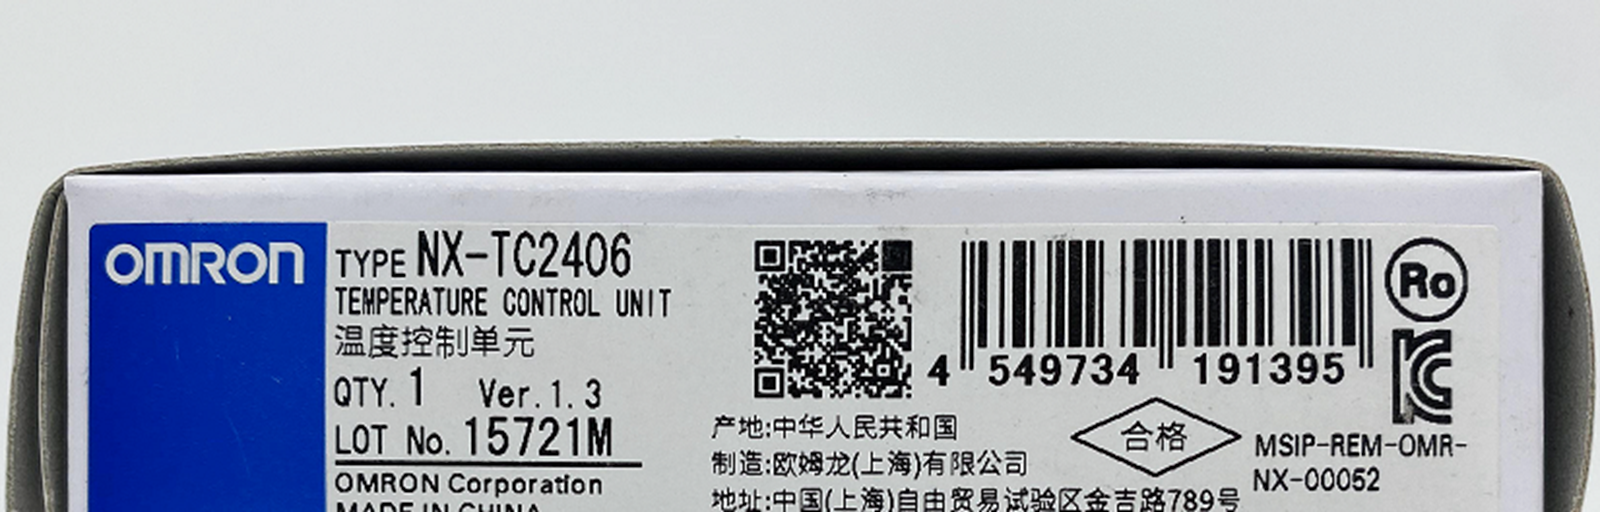 OMRON
TYPE NX-TC2406
TEMPERATURE CONTROL UNIT
温度控制单元
QTY. 1 Ver.1.3
LOT No. 15721M
OMRON Corporation
MADE IN CHINA
4 549734 191395
产地:中华人民共和国
制造:欧姆龙(上海)有限公司
地址:中国(上海)自由贸易试验区金吉路789号
合格
Ro
MSIP-REM-OMR-
NX-00052